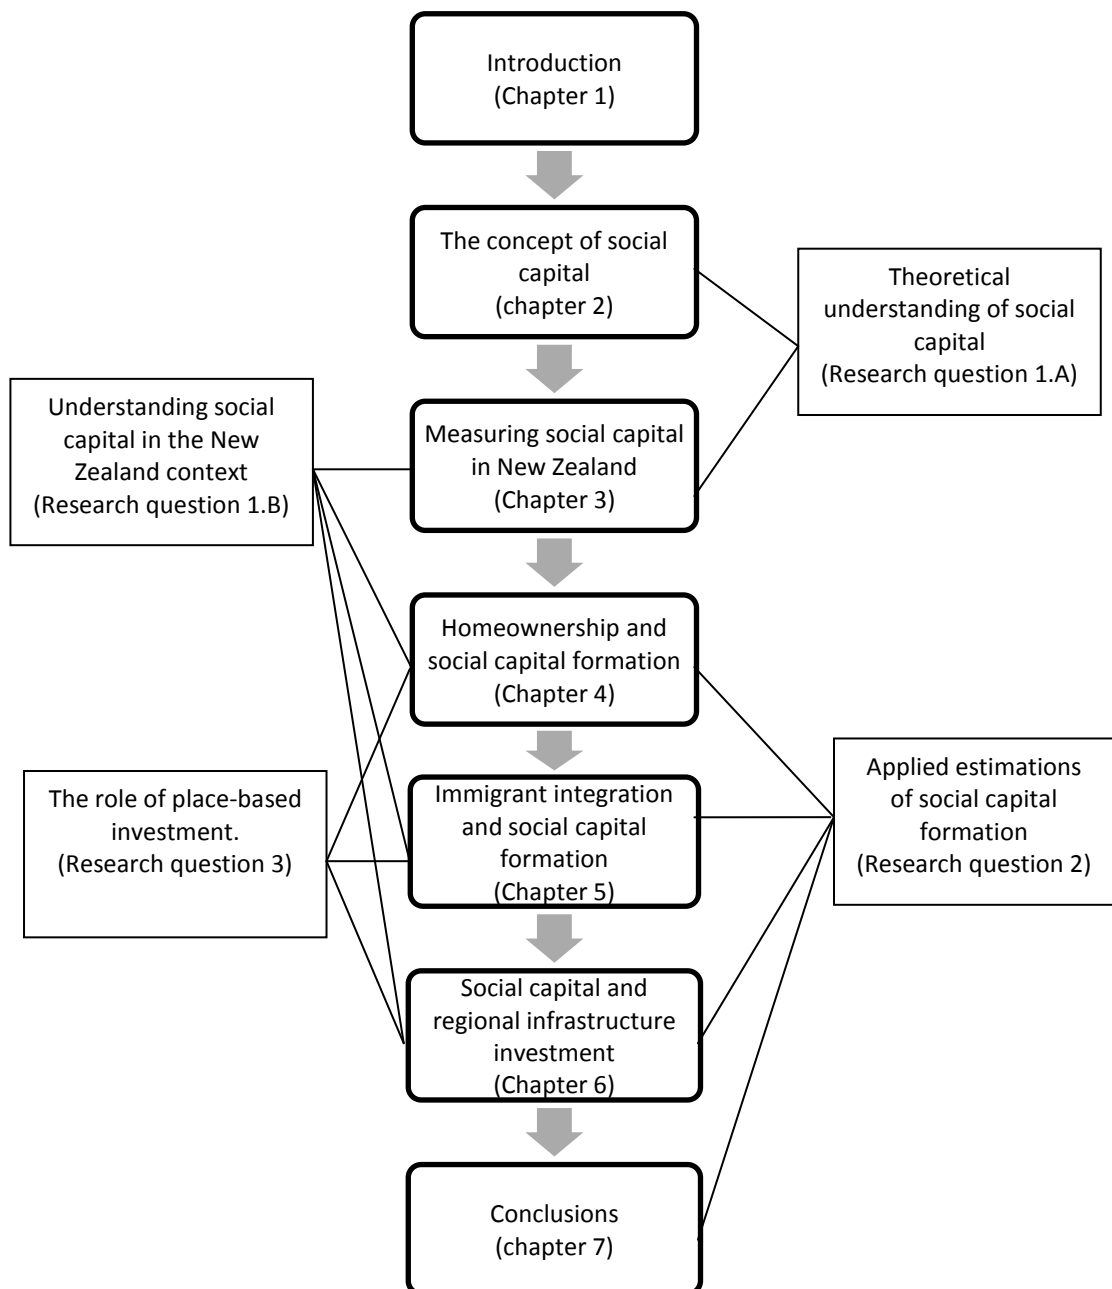 Introduction
(Chapter 1)
The concept of social
capital
(chapter 2)
Theoretical
understanding of social
capital
(Research question 1.A)
Understanding social
capital in the New
Zealand context
(Research question 1.B)
Measuring social capital
in New Zealand
(Chapter 3)
Homeownership and
social capital formation
(Chapter 4)
The role of place-based
investment.
(Research question 3)
Immigrant integration
and social capital
formation
(Chapter 5)
Applied estimations
of social capital
formation
(Research question 2)
Social capital and
regional infrastructure
investment
(Chapter 6)
Conclusions
(chapter 7)